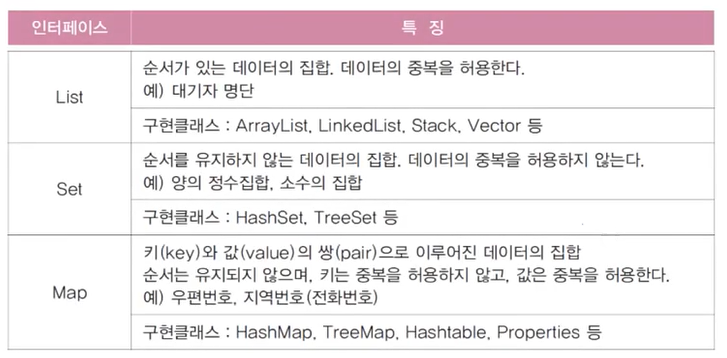 인터페이스 특 징
List
순서가 있는 데이터의 집합. 데이터의 중복을 허용한다.
예) 대기자 명단
구현클래스 : ArrayList, LinkedList, Stack, Vector 등
Set
순서를 유지하지 않는 데이터의 집합. 데이터의 중복을 허용하지 않는다.
예) 양의 정수집합, 소수의 집합
구현클래스 : HashSet, TreeSet 등
Map
키(key)와 값(value)의 쌍(pair)으로 이루어진 데이터의 집합
순서는 유지되지 않으며, 키는 중복을 허용하지 않고, 값은 중복을 허용한다.
예) 우편번호, 지역번호(전화번호)
구현클래스 : HashMap, TreeMap, Hashtable, Properties 등